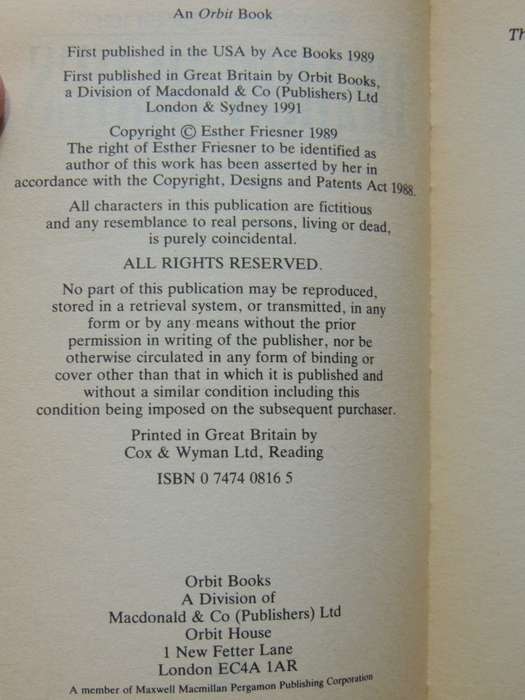 An Orbit Book
First published in the USA by Ace Books 1989
First published in Great Britain by Orbit Books,
a Division of Macdonald & Co (Publishers) Ltd
London & Sydney 1991
Copyright © Esther Friesner 1989
The right of Esther Friesner to be identified as
author of this work has been asserted by her in
accordance with the Copyright, Designs and Patents Act 1988.
All characters in this publication are fictitious
and any resemblance to real persons, living or dead,
is purely coincidental.
ALL RIGHTS RESERVED.
No part of this publication may be reproduced,
stored in a retrieval system, or transmitted, in any
form or by any means without the prior
permission in writing of the publisher, nor be
otherwise circulated in any form of binding or
cover other than that in which it is published and
without a similar condition including this
condition being imposed on the subsequent purchaser.
Printed in Great Britain by
Cox & Wyman Ltd, Reading
ISBN 0 7474 0816 5
Orbit Books
A Division of
Macdonald & Co (Publishers) Ltd
Orbit House
1 New Fetter Lane
London EC4A 1AR
A member of Maxwell Macmillan Pergamon Publishing Corporation